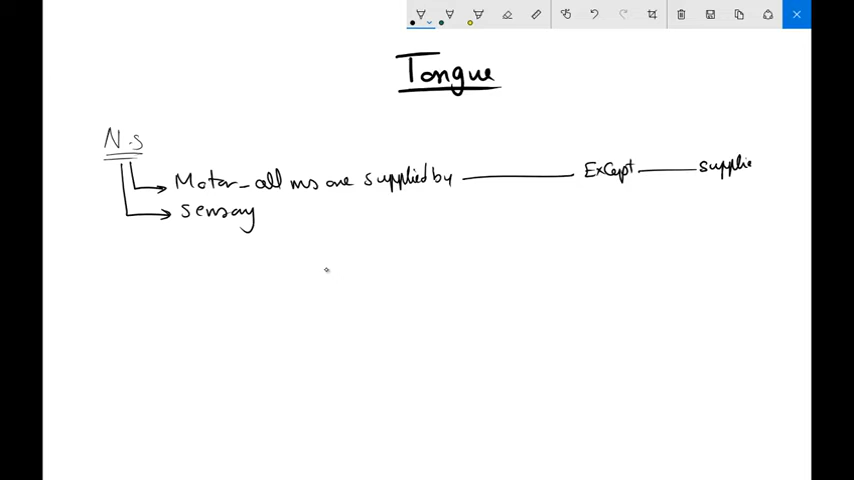 Tongue
N.s
Motor - all ms are supplied by ——— Except ——— supplie
sensory